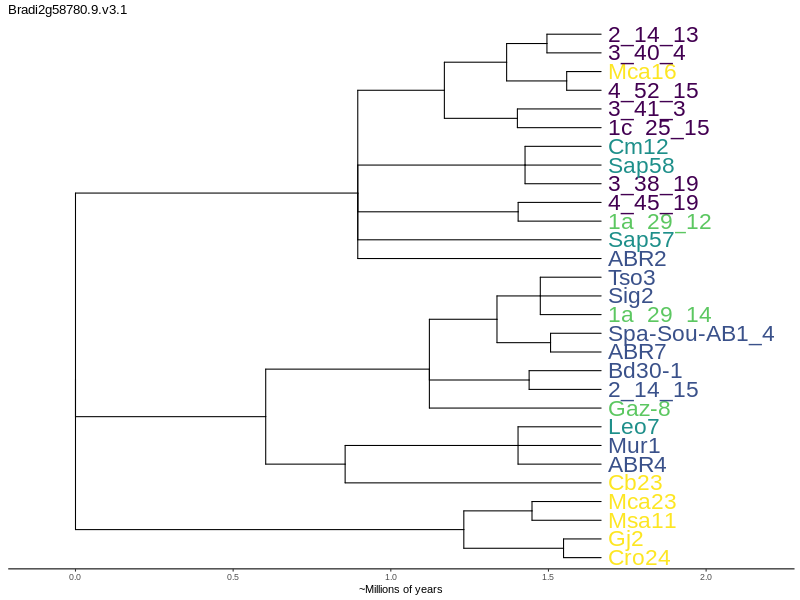 Bradi2g58780.9.v3.1
2_14_13
3_40_4
Mca16
4_52_15
3_41_3
1c_25_15
Cm12
Sap58
3_38_19
4_45_19
1a_29_12
Sap57
ABR2
Tso3
Sig2
1a_29_14
Spa-Sou-AB1_4
ABR7
Bd30-1
2_14_15
Gaz-8
Leo7
Mur1
ABR4
Cb23
Mca23
Msa11
Gj2
Cro24
0.0 0.5 1.0 1.5 2.0
~Millions of years